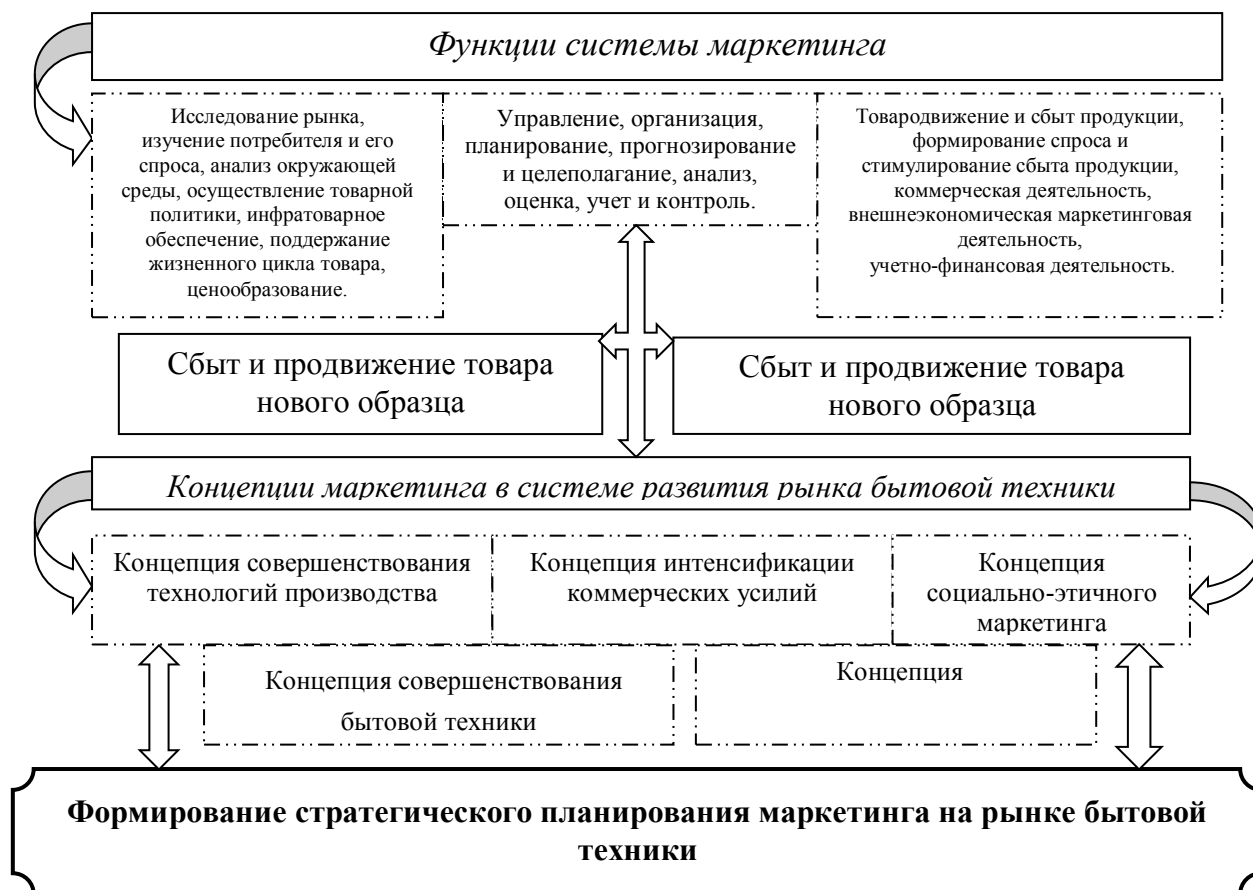 Функции системы маркетинга
Исследование рынка,
изучение потребителя и его
спроса, анализ окружающей
среды, осуществление товарной
политики, инфратоварное
обеспечение, поддержание
жизненного цикла товара,
ценообразование.
Управление, организация,
планирование, прогнозирование
и целеполагание, анализ,
оценка, учет и контроль.
Товародвижение и сбыт продукции,
формирование спроса и
стимулирование сбыта продукции,
коммерческая деятельность,
внешнеэкономическая маркетинговая
деятельность,
учетно-финансовая деятельность.
Сбыт и продвижение товара
нового образца
Сбыт и продвижение товара
нового образца
Концепции маркетинга в системе развития рынка бытовой техники
Концепция совершенствования
технологий производства
Концепция интенсификации
коммерческих усилий
Концепция
социально-этичного
маркетинга
Концепция совершенствования
бытовой техники
Концепция
Формирование стратегического планирования маркетинга на рынке бытовой
техники